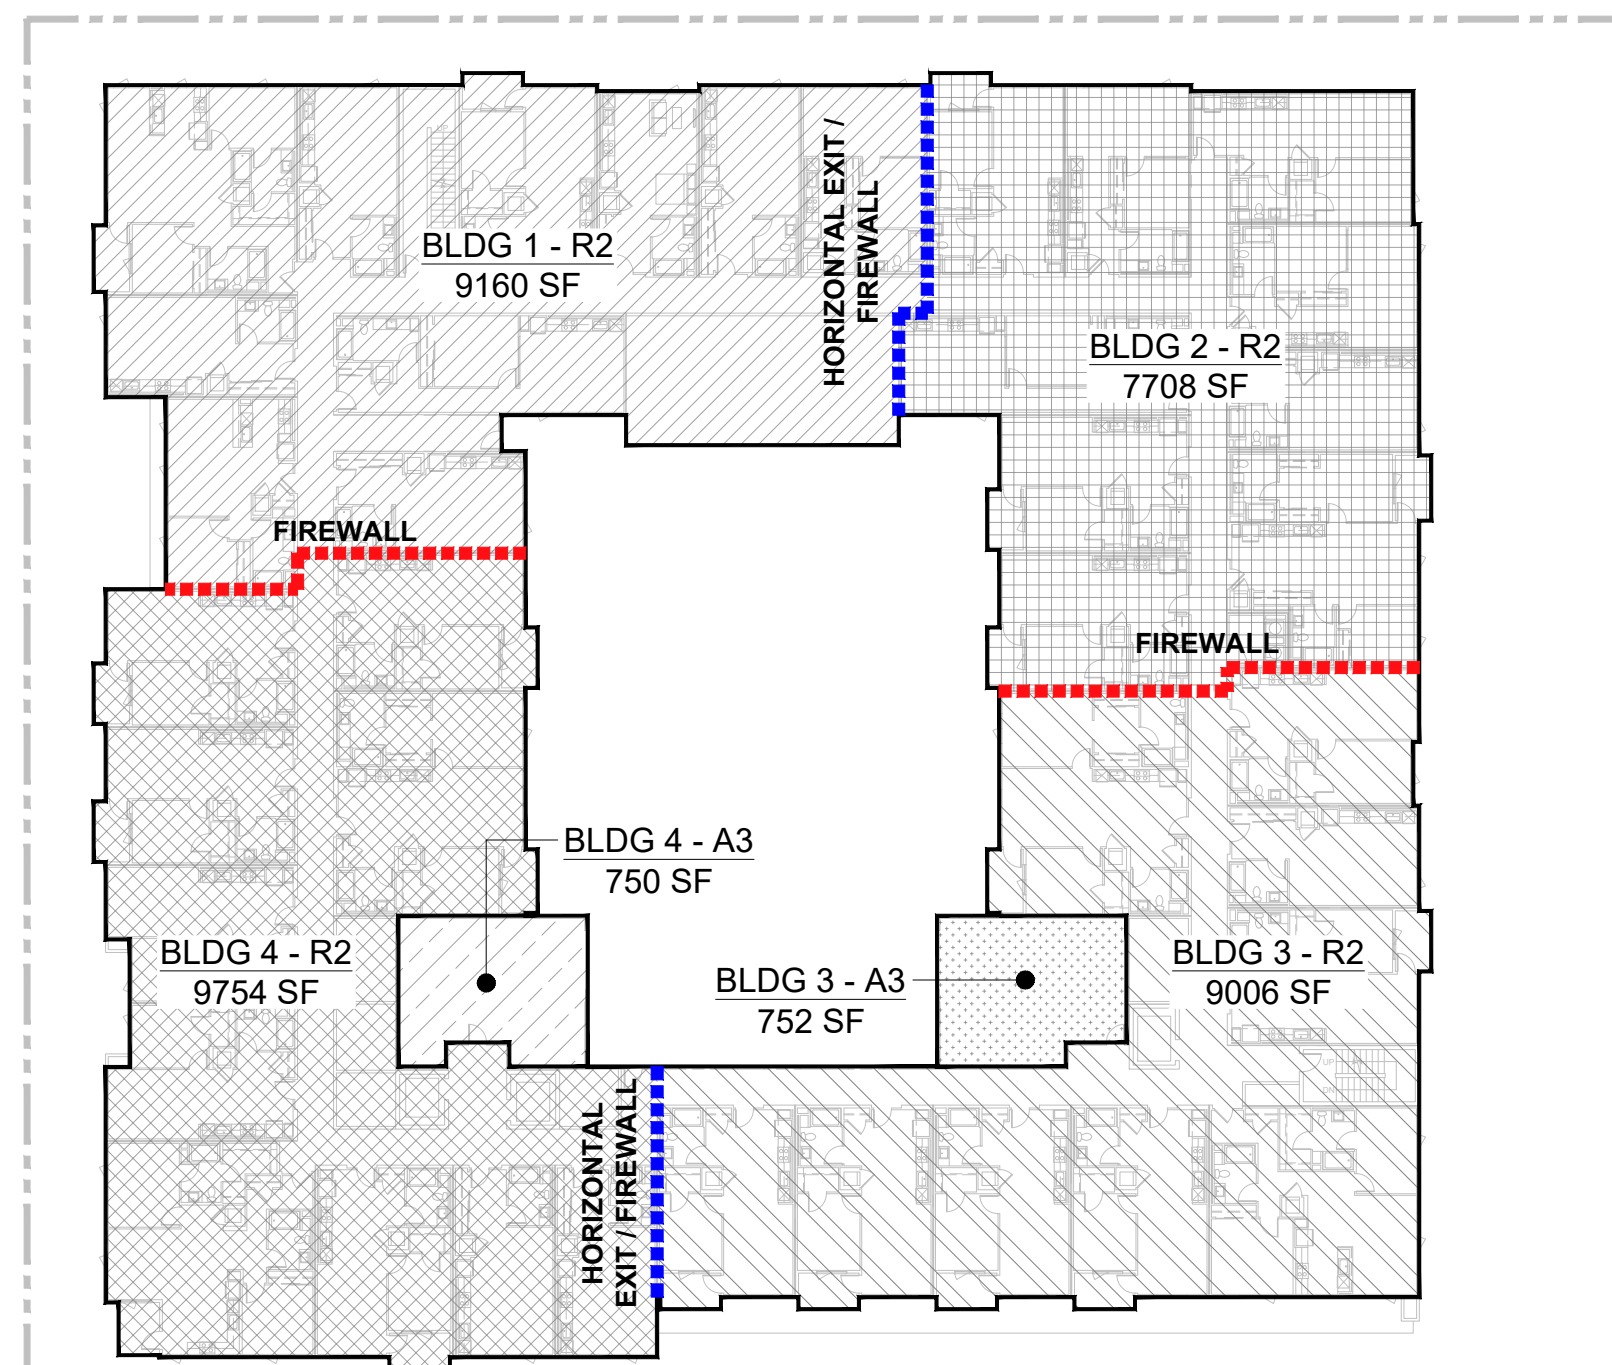 HORIZONTAL EXIT /
FIREWALL
BLDG 1 - R2
9160 SF
BLDG 2 - R2
7708 SF
FIREWALL
FIREWALL
BLDG 4 - A3
750 SF
BLDG 4 - R2
9754 SF
BLDG 3 - A3
752 SF
BLDG 3 - R2
9006 SF
UP
DN
HORIZONTAL
EXIT / FIREWALL